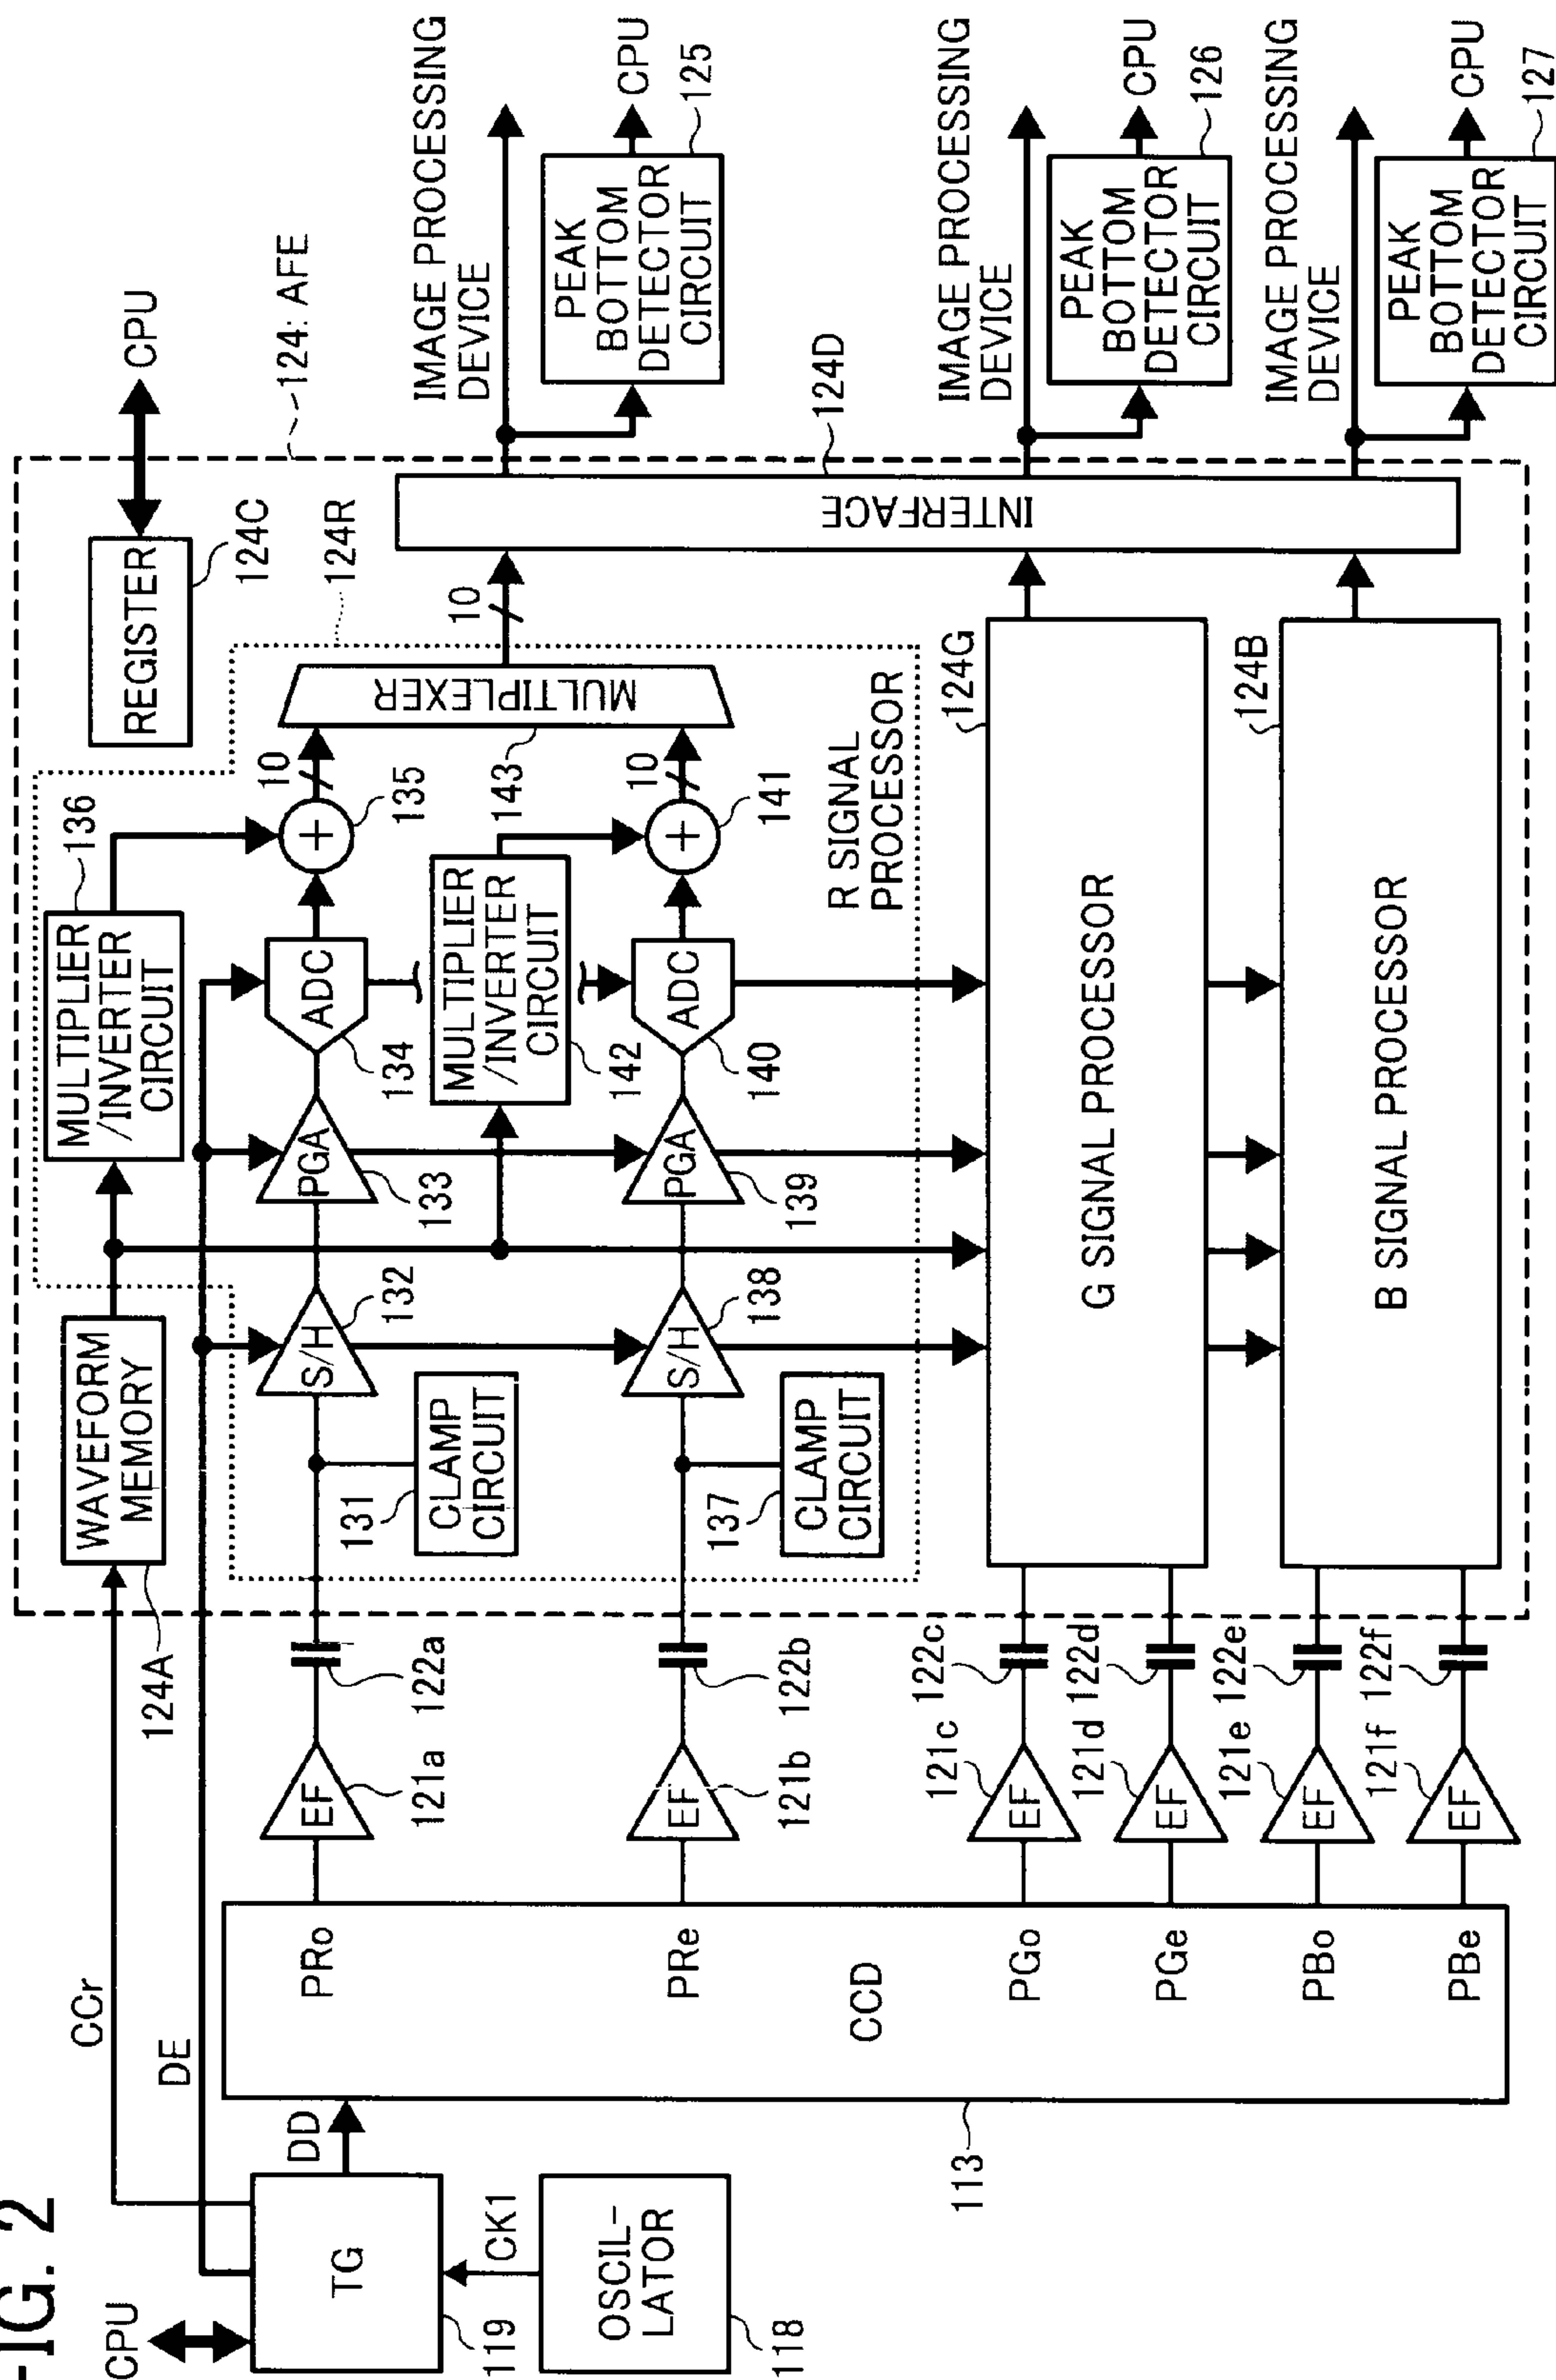 FIG. 2
CPU
TG
119
CK1
OSCIL-
LATOR
118
CCr
DE
DD
113
CCD
PRo
PRe
PGo
PGe
PBo
PBe
EF
121a
EF
121b
121c
EF
121d
EF
121e
EF
121f
EF
122a
122b
122c
122d
122e
122f
124A
WAVEFORM
MEMORY
131
CLAMP
CIRCUIT
137
CLAMP
CIRCUIT
S/H
132
S/H
138
PGA
133
PGA
139
MULTIPLIER
/INVERTER
CIRCUIT
136
ADC
134
MULTIPLIER
/INVERTER
CIRCUIT
142
ADC
140
135
10
141
10
143
MULTIPLEXER
R SIGNAL
PROCESSOR
124R
10
REGISTER
124C
CPU
124: AFE
G SIGNAL PROCESSOR
124G
B SIGNAL PROCESSOR
124B
INTERFACE
124D
IMAGE PROCESSING
DEVICE
PEAK
BOTTOM
DETECTOR
CIRCUIT
CPU
125
IMAGE PROCESSING
DEVICE
PEAK
BOTTOM
DETECTOR
CIRCUIT
CPU
126
IMAGE PROCESSING
DEVICE
PEAK
BOTTOM
DETECTOR
CIRCUIT
CPU
127